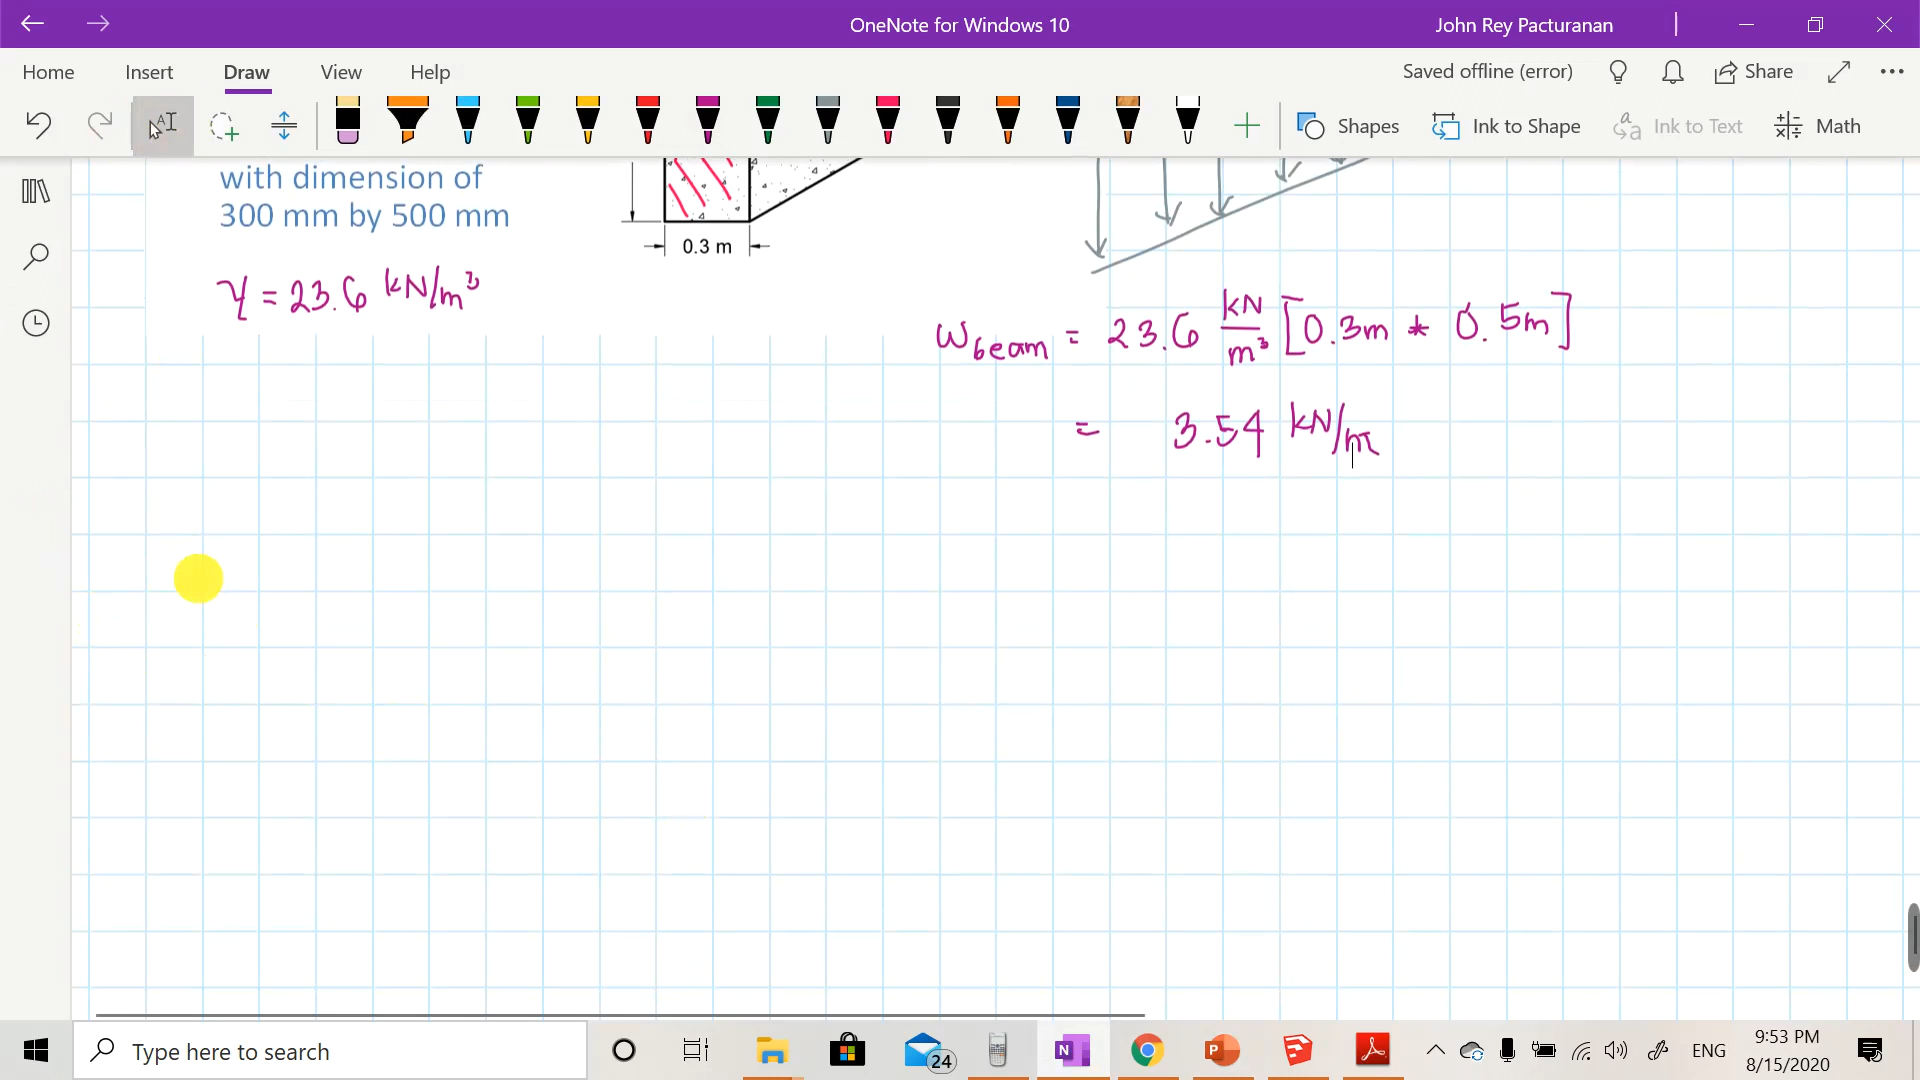 OneNote for Windows 10
John Rey Pacturanan
Home Insert Draw View Help
Saved offline (error) Share
Shapes Ink to Shape Ink to Text Math
with dimension of
300 mm by 500 mm
0.3 m
γ = 23.6 kN/m³
W beam = 23.6 kN/m³ [0.3m * 0.5m]
= 3.54 kN/m
Type here to search
24
ENG
9:53 PM
8/15/2020